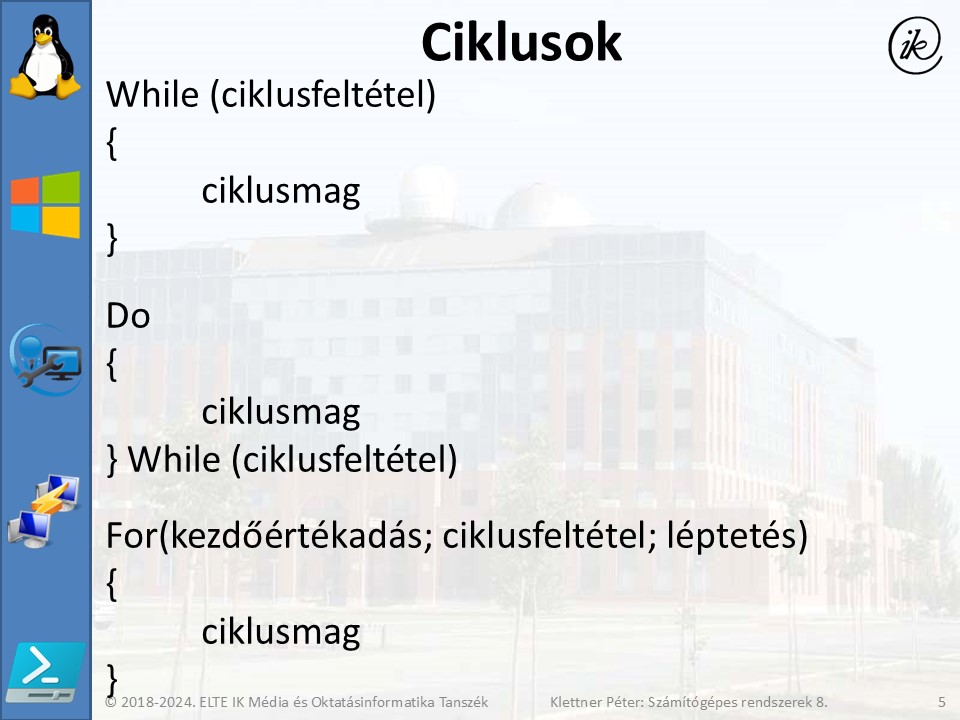 Ciklusok
ik
While (ciklusfeltétel)
{
ciklusmag
}
Do
{
ciklusmag
} While (ciklusfeltétel)
For(kezdőértékadás; ciklusfeltétel; léptetés)
{
ciklusmag
}
© 2018-2024. ELTE IK Média és Oktatásinformatika Tanszék Klettner Péter: Számítógépes rendszerek 8. 5